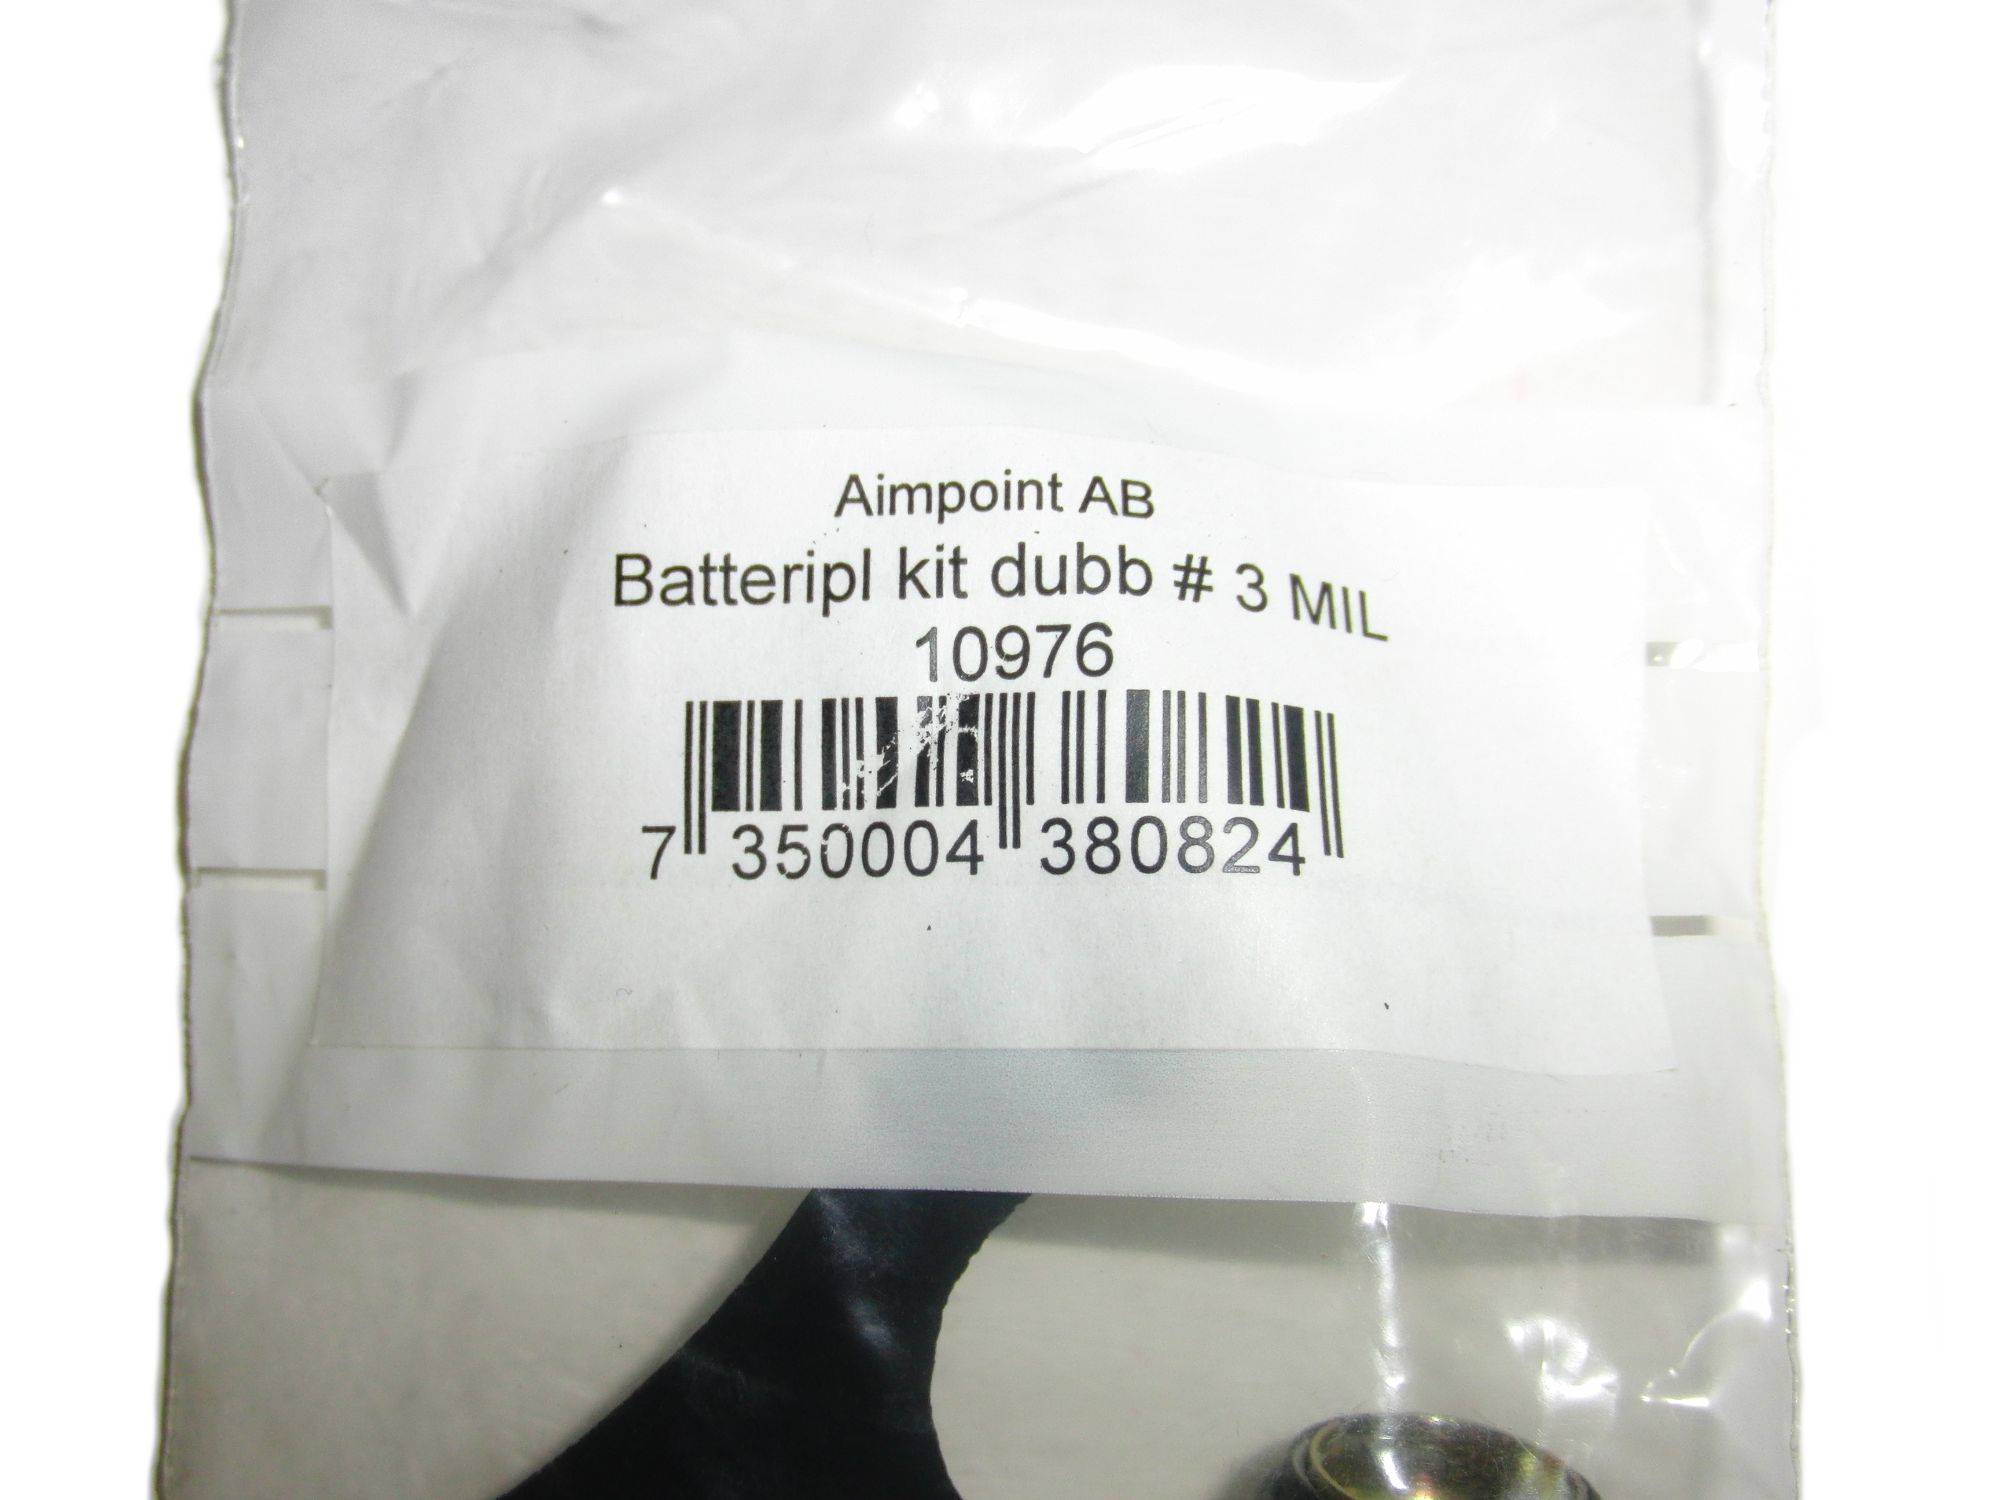 Aimpoint AB
Batteripl kit dubb # 3 MIL
10976
7 350004 380824